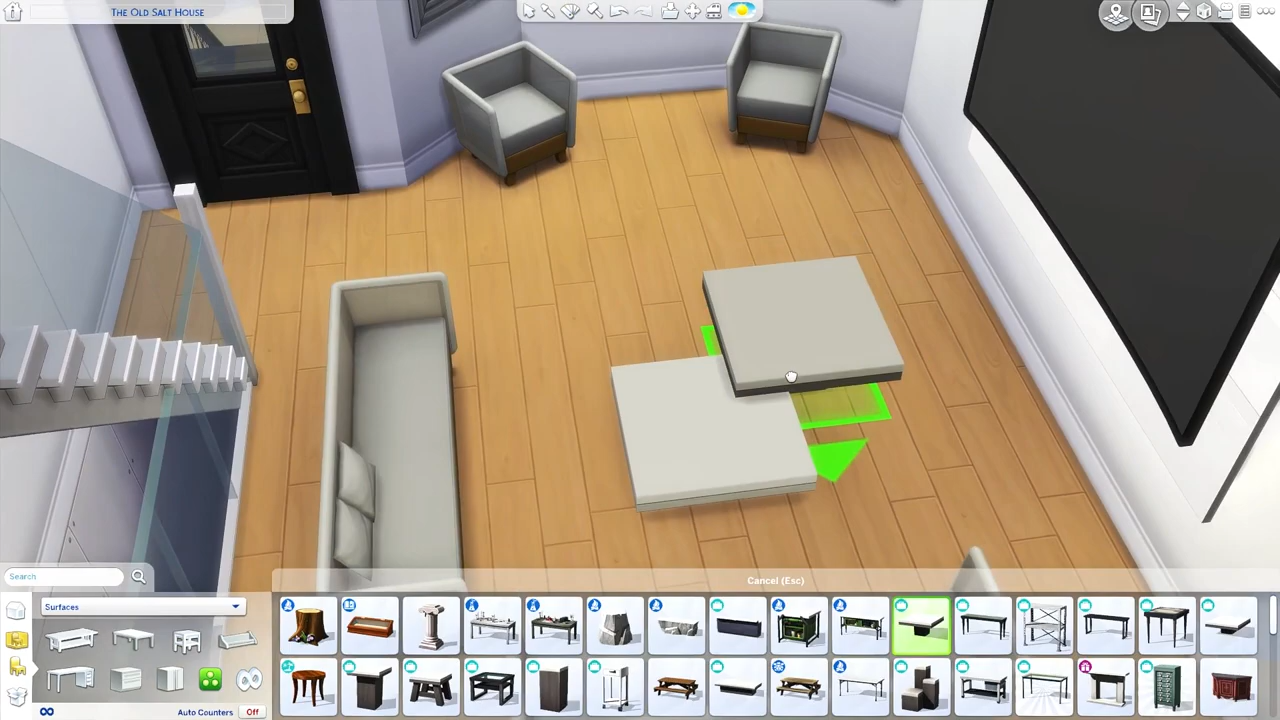 The Old Salt House
Cancel (Esc)
Search
Surfaces
Auto Counters Off